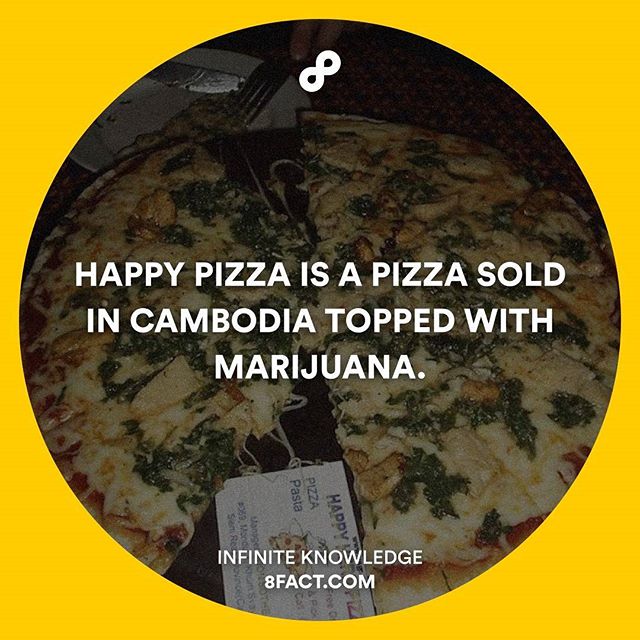 HAPPY PIZZA IS A PIZZA SOLD
IN CAMBODIA TOPPED WITH
MARIJUANA.
PIZZA
Pasta
HAPPY
INFINITE KNOWLEDGE
8FACT.COM